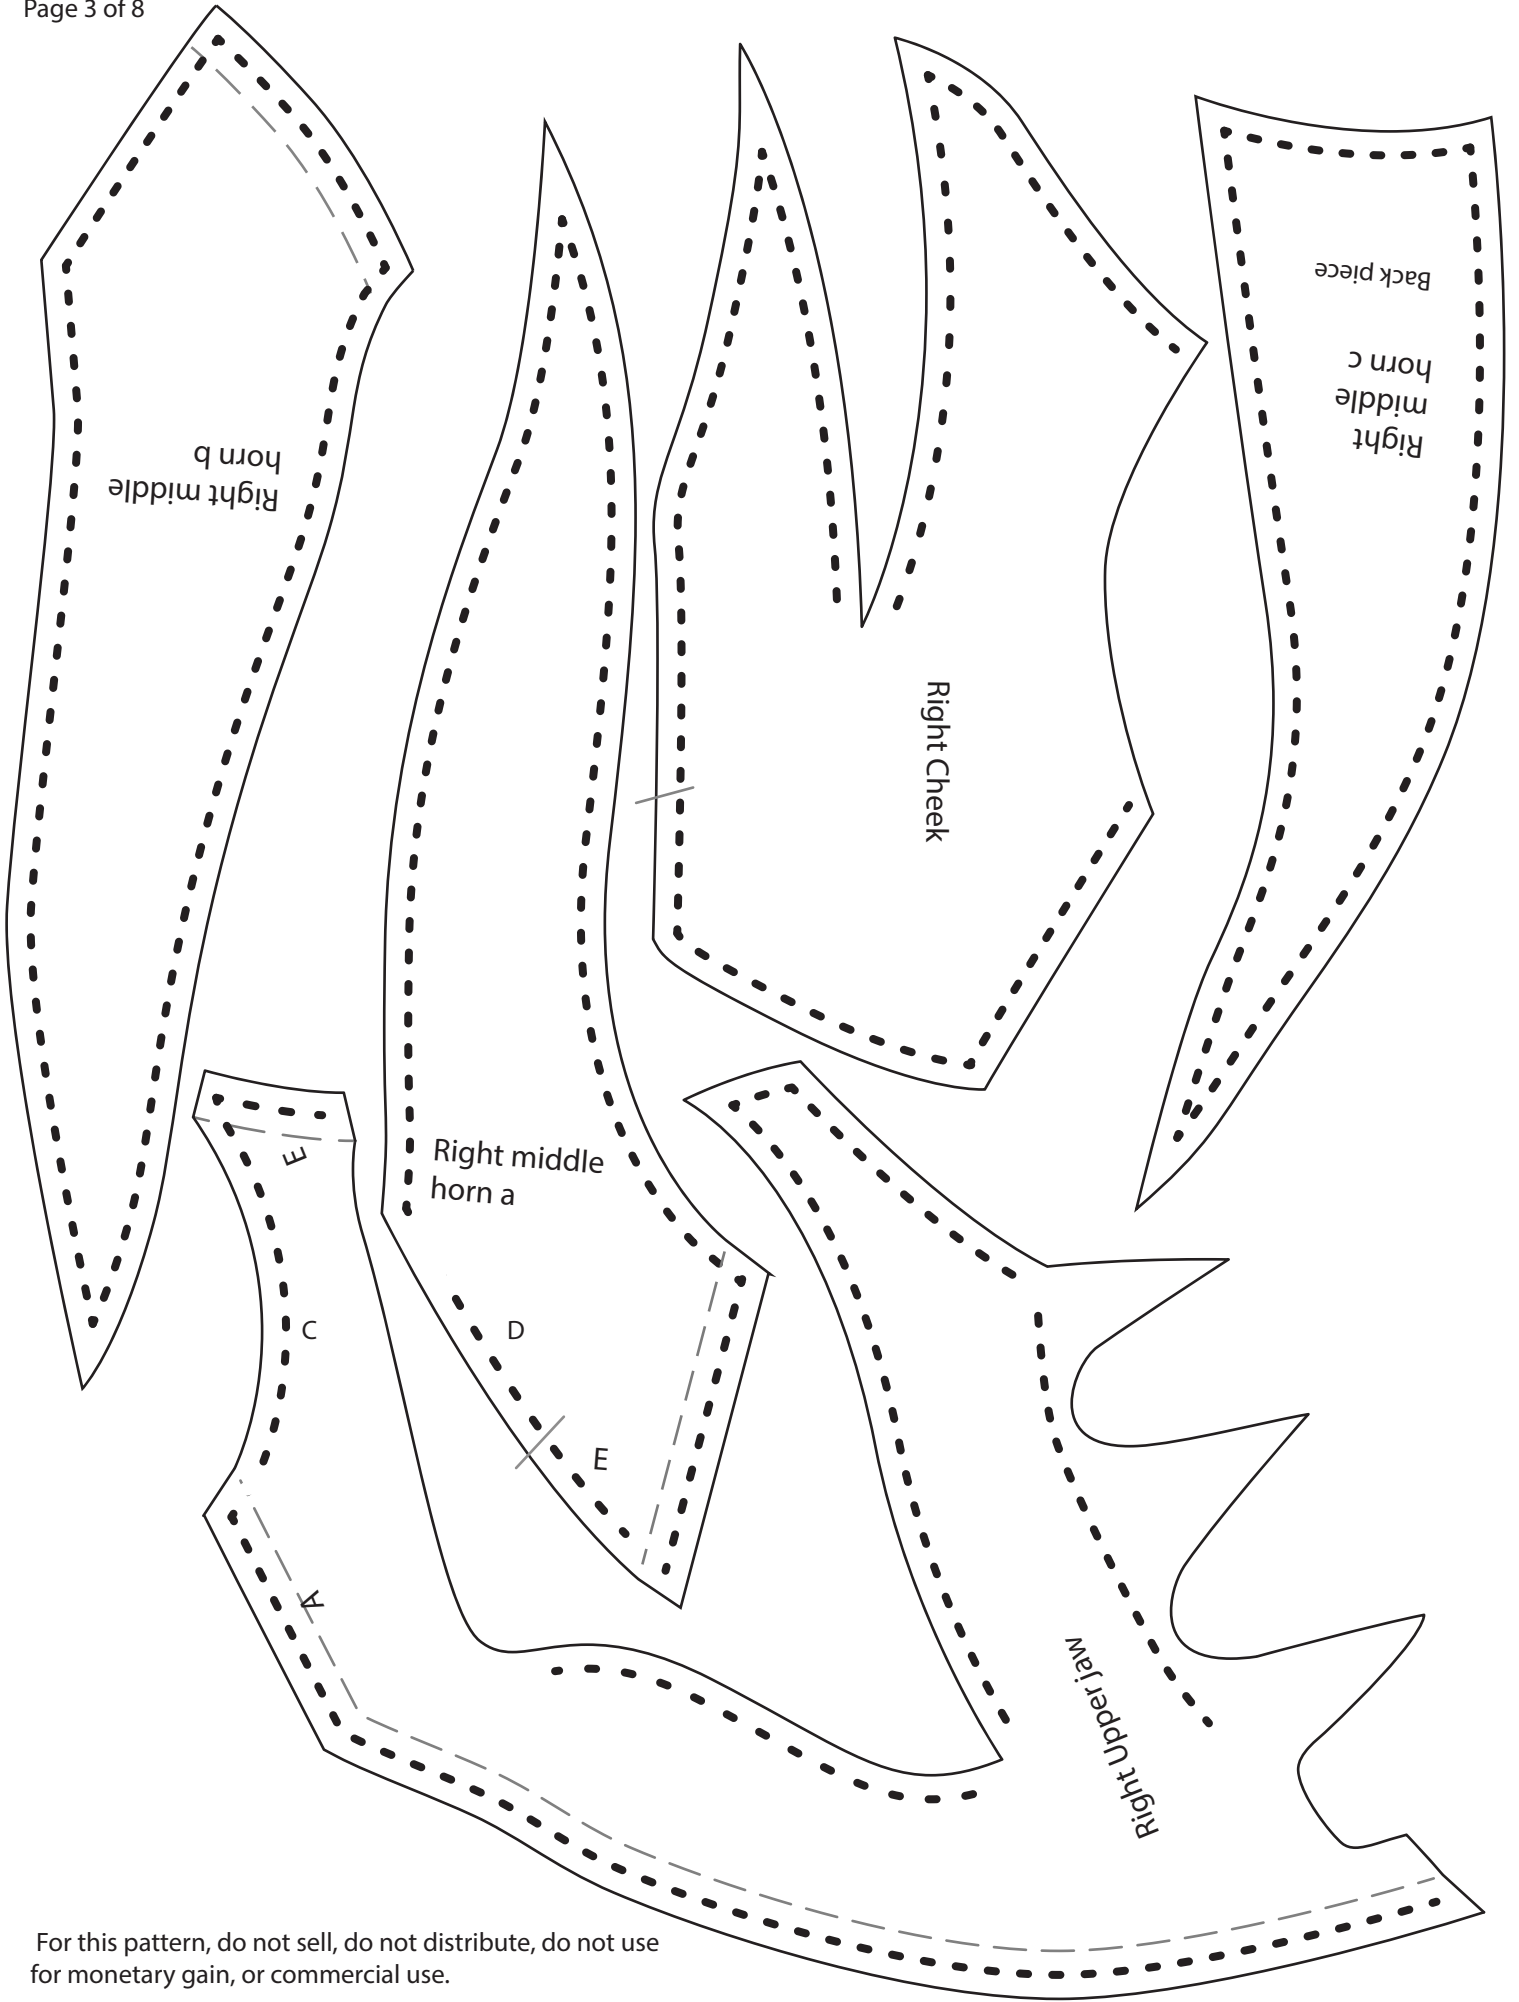 Page 3 of 8
Back piece
Right
middle
horn c
Right middle
horn b
Right Cheek
Right middle
horn a
E
C
D
E
A
Right Upper jaw
For this pattern, do not sell, do not distribute, do not use
for monetary gain, or commercial use.